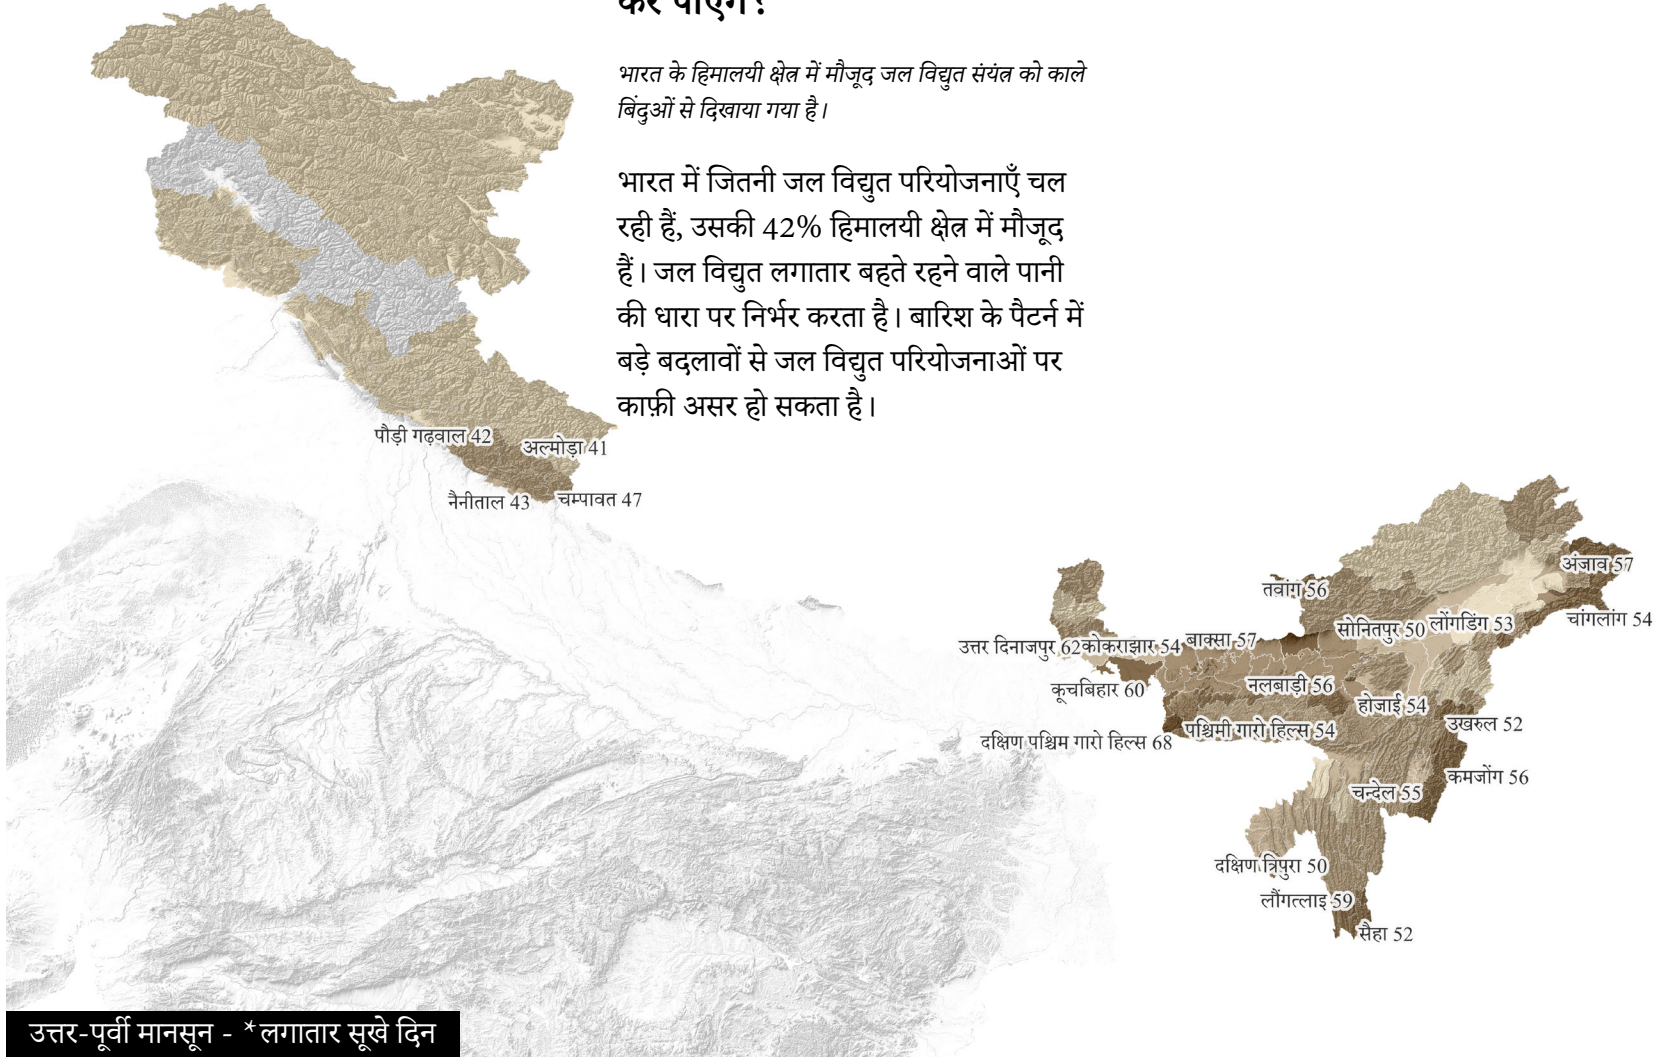 कर पाएंगे?
भारत के हिमालयी क्षेत्र में मौजूद जल विद्युत संयंत्र को काले
बिंदुओं से दिखाया गया है।
भारत में जितनी जल विद्युत परियोजनाएँ चल
रही हैं, उसकी 42% हिमालयी क्षेत्र में मौजूद
हैं। जल विद्युत लगातार बहते रहने वाले पानी
की धारा पर निर्भर करता है। बारिश के पैटर्न में
बड़े बदलावों से जल विद्युत परियोजनाओं पर
काफ़ी असर हो सकता है।
पौड़ी गढ़वाल 42
अल्मोड़ा 41
नैनीताल 43
चम्पावत 47
अंजाव 57
तवांग 56
चांगलांग 54
सोनितपुर 50
लोंगडिंग 53
उत्तर दिनाजपुर 62
कोकराझार 54
बाक्सा 57
कूचबिहार 60
नलबाड़ी 56
होजाई 54
उखरुल 52
दक्षिण पश्चिम गारो हिल्स 68
पश्चिमी गारो हिल्स 54
कमजोंग 56
चन्देल 55
दक्षिण त्रिपुरा 50
लौंगत्लाइ 59
सैहा 52
उत्तर-पूर्वी मानसून - *लगातार सूखे दिन